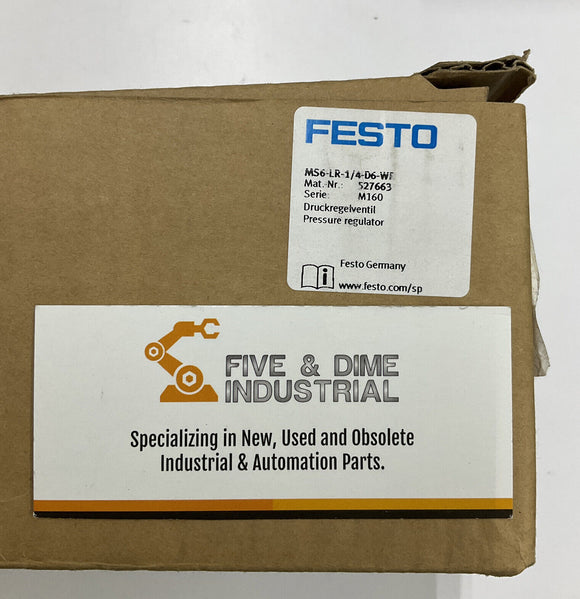 FESTO
MS6-LR-1/4-D6-WF
Mat.-Nr.: 527663
Serie: M160
Druckregelventil
Pressure regulator
Festo Germany
www.festo.com/sp
FIVE & DIME
INDUSTRIAL
Specializing in New, Used and Obsolete
Industrial & Automation Parts.